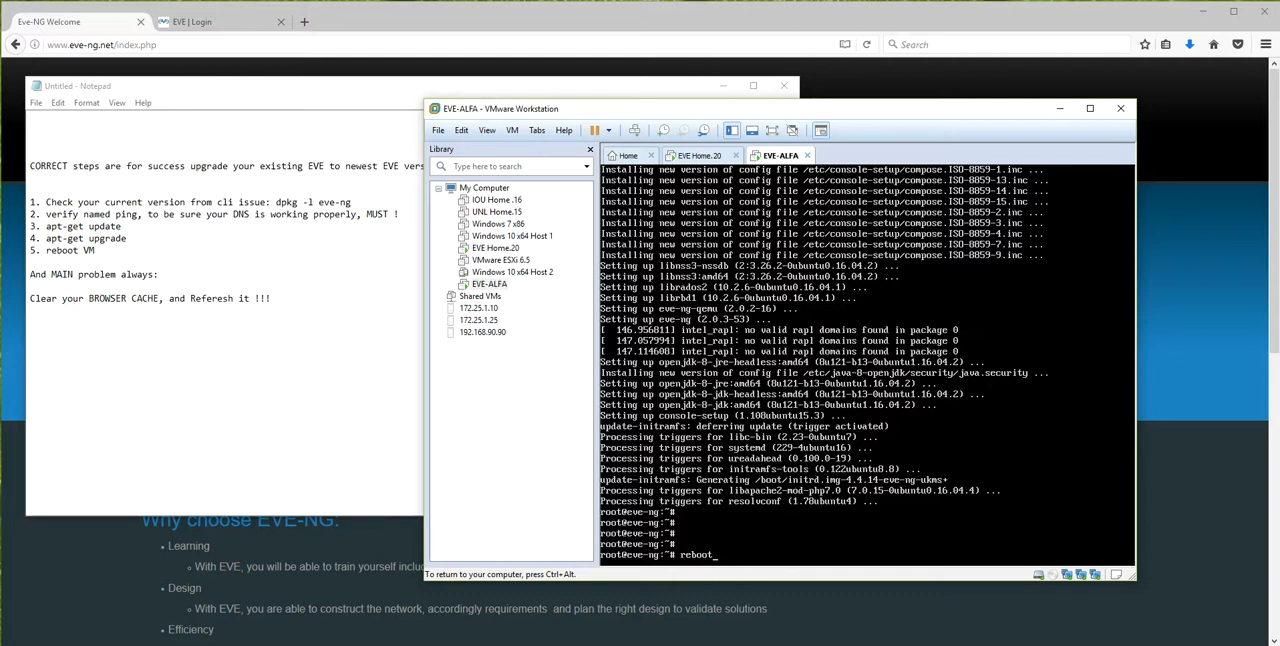 Eve-NG Welcome
EVE | Login
www.eve-ng.net/index.php
Search
Untitled - Notepad
File Edit Format View Help
CORRECT steps are for success upgrade your existing EVE to newest EVE vers
1. Check your current version from cli issue: dpkg -l eve-ng
2. verify named ping, to be sure your DNS is working properly, MUST !
3. apt-get update
4. apt-get upgrade
5. reboot VM
And MAIN problem always:
Clear your BROWSER CACHE, and Referesh it !!!
EVE-ALFA - VMware Workstation
File Edit View VM Tabs Help
Library
Type here to search
My Computer
IOU Home .16
UNL Home.15
Windows 7 x86
Windows 10 x64 Host 1
EVE Home.20
VMware ESXi 6.5
Windows 10 x64 Host 2
EVE-ALFA
Shared VMs
172.25.1.10
172.25.1.25
192.168.90.90
Home
EVE Home.20
EVE-ALFA
Installing new version of config file /etc/console-setup/compose.ISO-8859-1.inc ...
Installing new version of config file /etc/console-setup/compose.ISO-8859-13.inc ...
Installing new version of config file /etc/console-setup/compose.ISO-8859-14.inc ...
Installing new version of config file /etc/console-setup/compose.ISO-8859-15.inc ...
Installing new version of config file /etc/console-setup/compose.ISO-8859-2.inc ...
Installing new version of config file /etc/console-setup/compose.ISO-8859-3.inc ...
Installing new version of config file /etc/console-setup/compose.ISO-8859-4.inc ...
Installing new version of config file /etc/console-setup/compose.ISO-8859-7.inc ...
Installing new version of config file /etc/console-setup/compose.ISO-8859-9.inc ...
Setting up libnss3-nssdb (2:3.26.2-0ubuntu0.16.04.2) ...
Setting up libnss3:amd64 (2:3.26.2-0ubuntu0.16.04.2) ...
Setting up librados2 (10.2.6-0ubuntu0.16.04.1) ...
Setting up librbd1 (10.2.6-0ubuntu0.16.04.1) ...
Setting up eve-ng-qemu (2.0.2-16) ...
Setting up eve-ng (2.0.3-53) ...
[  146.956811] intel_rapl: no valid rapl domains found in package 0
[  147.057994] intel_rapl: no valid rapl domains found in package 0
[  147.114608] intel_rapl: no valid rapl domains found in package 0
Setting up openjdk-8-jre-headless:amd64 (8u121-b13-0ubuntu1.16.04.2) ...
Installing new version of config file /etc/java-8-openjdk/security/java.security ...
Setting up openjdk-8-jre:amd64 (8u121-b13-0ubuntu1.16.04.2) ...
Setting up openjdk-8-jdk-headless:amd64 (8u121-b13-0ubuntu1.16.04.2) ...
Setting up openjdk-8-jdk:amd64 (8u121-b13-0ubuntu1.16.04.2) ...
Setting up console-setup (1.108ubuntu15.3) ...
update-initramfs: deferring update (trigger activated)
Processing triggers for libc-bin (2.23-0ubuntu7) ...
Processing triggers for systemd (229-4ubuntu16) ...
Processing triggers for ureadahead (0.100.0-19) ...
Processing triggers for initramfs-tools (0.122ubuntu8.8) ...
update-initramfs: Generating /boot/initrd.img-4.4.14-eve-ng-ukms+
Processing triggers for libapache2-mod-php7.0 (7.0.15-0ubuntu0.16.04.4) ...
Processing triggers for resolvconf (1.78ubuntu4) ...
root@eve-ng:~#
root@eve-ng:~#
root@eve-ng:~#
root@eve-ng:~#
root@eve-ng:~# reboot_
To return to your computer, press Ctrl+Alt.
Why choose EVE-NG:
Learning
With EVE, you will be able to train yourself inclu
Design
With EVE, you are able to construct the network, accordingly requirements and plan the right design to validate solutions
Efficiency